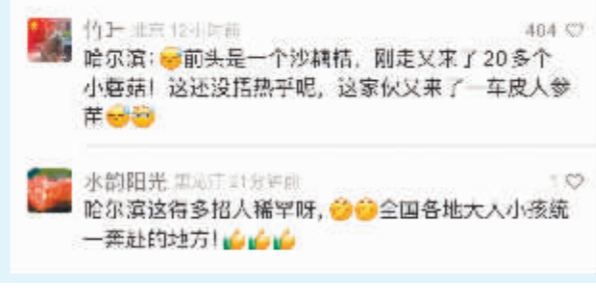 北京 12小时前 484
哈尔滨:😅前头是一个沙糖桔，刚走又来了20多个
小蘑菇！这还没捂热乎呢，这家伙又来了一车皮人参
苷😅🥹
水韵阳光 黑龙江 21分钟前 1
哈尔滨这得多招人稀罕呀，🤔🤔全国各地大人小孩统
一奔赴的地方！👍👍👍